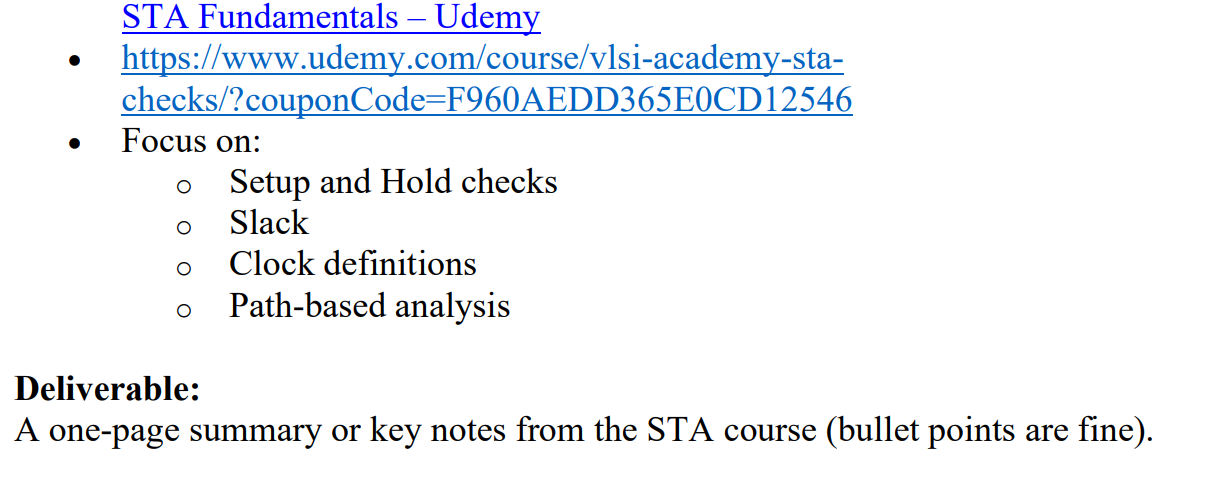 STA Fundamentals – Udemy
• https://www.udemy.com/course/vlsi-academy-sta-
checks/?couponCode=F960AEDD365E0CD12546
• Focus on:
o Setup and Hold checks
o Slack
o Clock definitions
o Path-based analysis
Deliverable:
A one-page summary or key notes from the STA course (bullet points are fine).